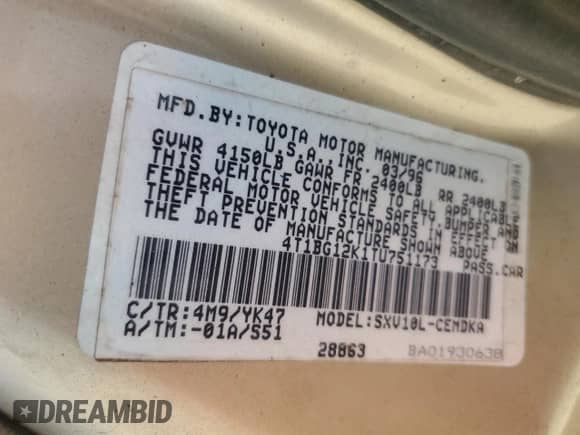 MFD.BY:TOYOTA MOTOR MANUFACTURING.
U.S.A.,INC. 03/96
GVWR 4150LB GAWR FR 2400LB RR 2400LB
THIS VEHICLE CONFORMS TO ALL APPLICABLE
FEDERAL MOTOR VEHICLE SAFETY,BUMPER AND
THEFT PREVENTION STANDARDS IN EFFECT ON
THE DATE OF MANUFACTURE SHOWN ABOVE
4T1BG12K1TU751173 PASS.CAR
C/TR:4M9/YK47 MODEL:SXV10L-CEMDKA
A/TM:-01A/S51
28863 BA01930638
DREAMBID